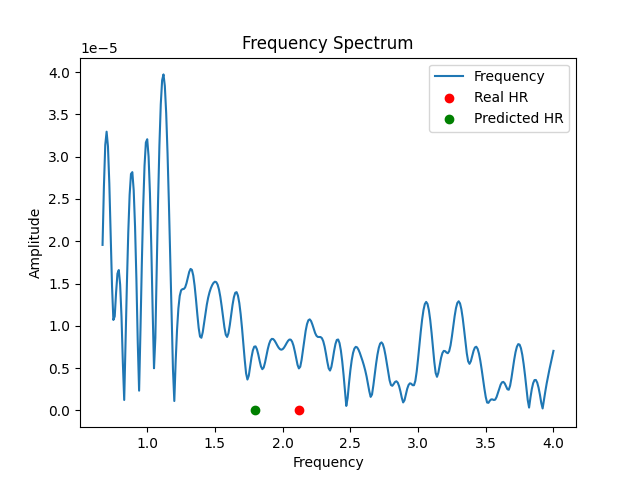 Frequency Spectrum
1e−5
Frequency
Real HR
Predicted HR
4.0
3.5
3.0
2.5
2.0
1.5
1.0
0.5
0.0
Amplitude
1.0 1.5 2.0 2.5 3.0 3.5 4.0
Frequency